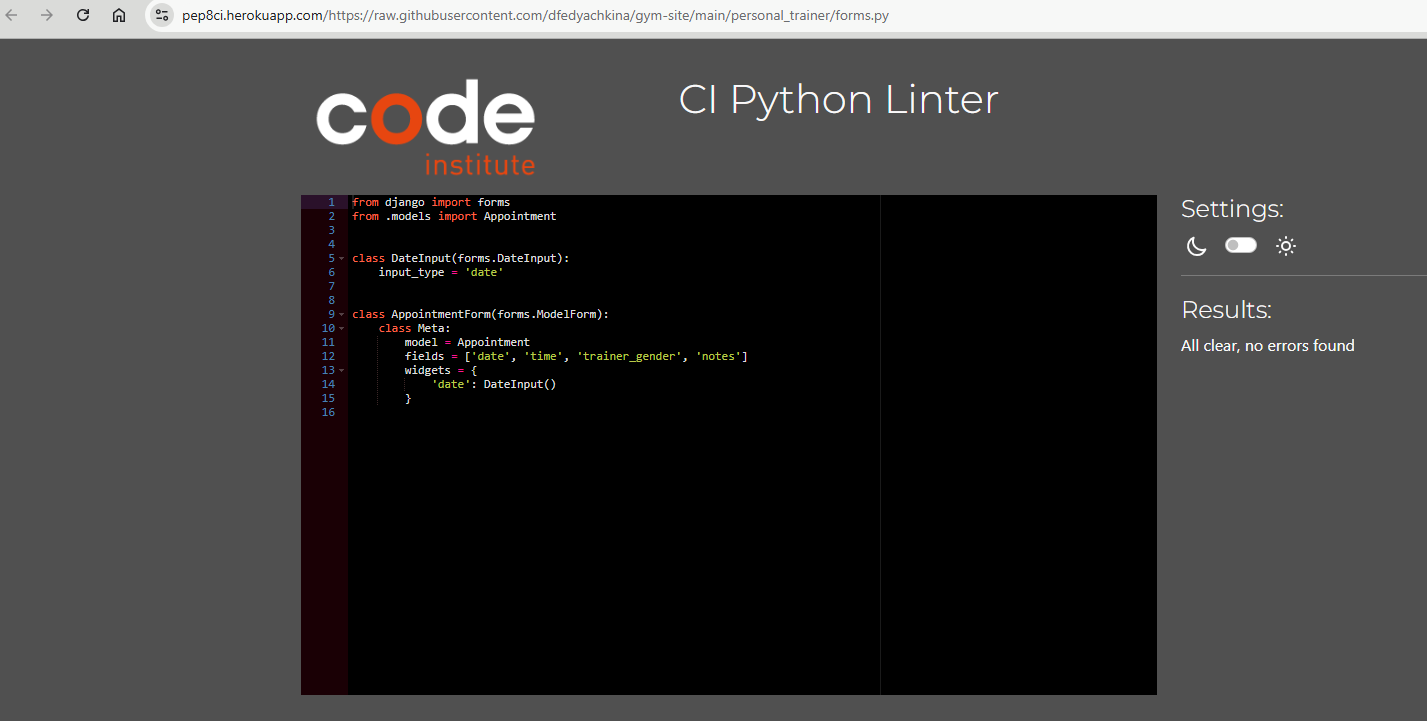 pep8ci.herokuapp.com/https://raw.githubusercontent.com/dfedyachkina/gym-site/main/personal_trainer/forms.py
code
institute
CI Python Linter
1 from django import forms
2 from .models import Appointment
3
4
5 class DateInput(forms.DateInput):
6     input_type = 'date'
7
8
9 class AppointmentForm(forms.ModelForm):
10     class Meta:
11         model = Appointment
12         fields = ['date', 'time', 'trainer_gender', 'notes']
13         widgets = {
14             'date': DateInput()
15         }
16
Settings:
Results:
All clear, no errors found